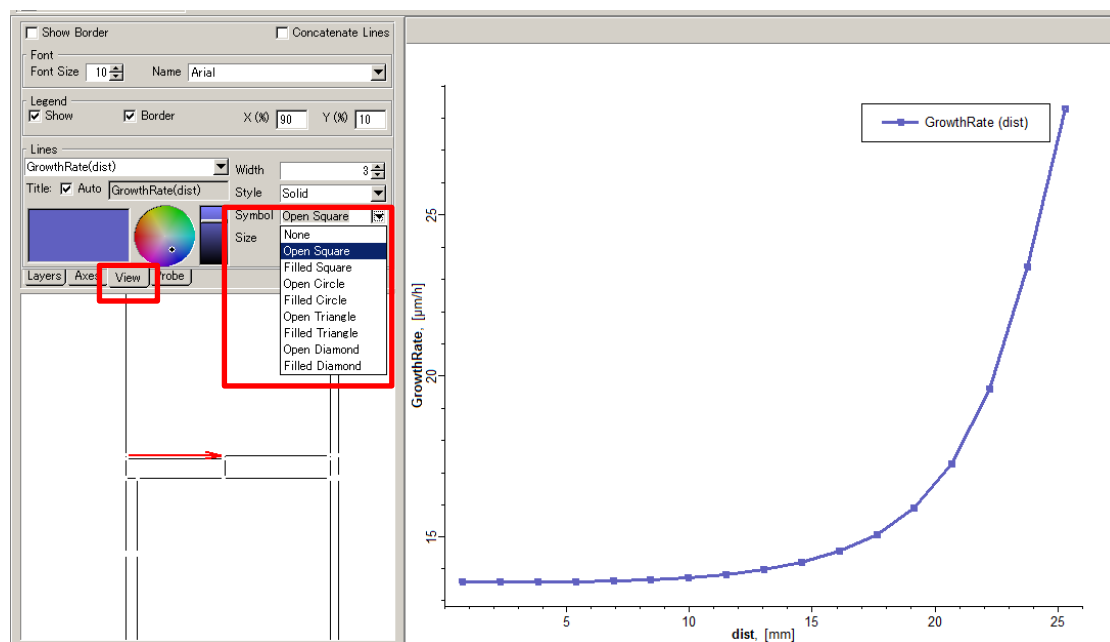 Show Border Concatenate Lines
Font
Font Size 10 Name Arial
Legend
Show Border X (%) 90 Y (%) 10
Lines
GrowthRate(dist) Width 3
Title: Auto GrowthRate(dist) Style Solid
Symbol Open Square
Size
None
Open Square
Filled Square
Open Circle
Filled Circle
Open Triangle
Filled Triangle
Open Diamond
Filled Diamond
Layers Axes View Probe
GrowthRate (dist)
GrowthRate, [μm/h]
25
20
15
5 10 15 20 25
dist, [mm]